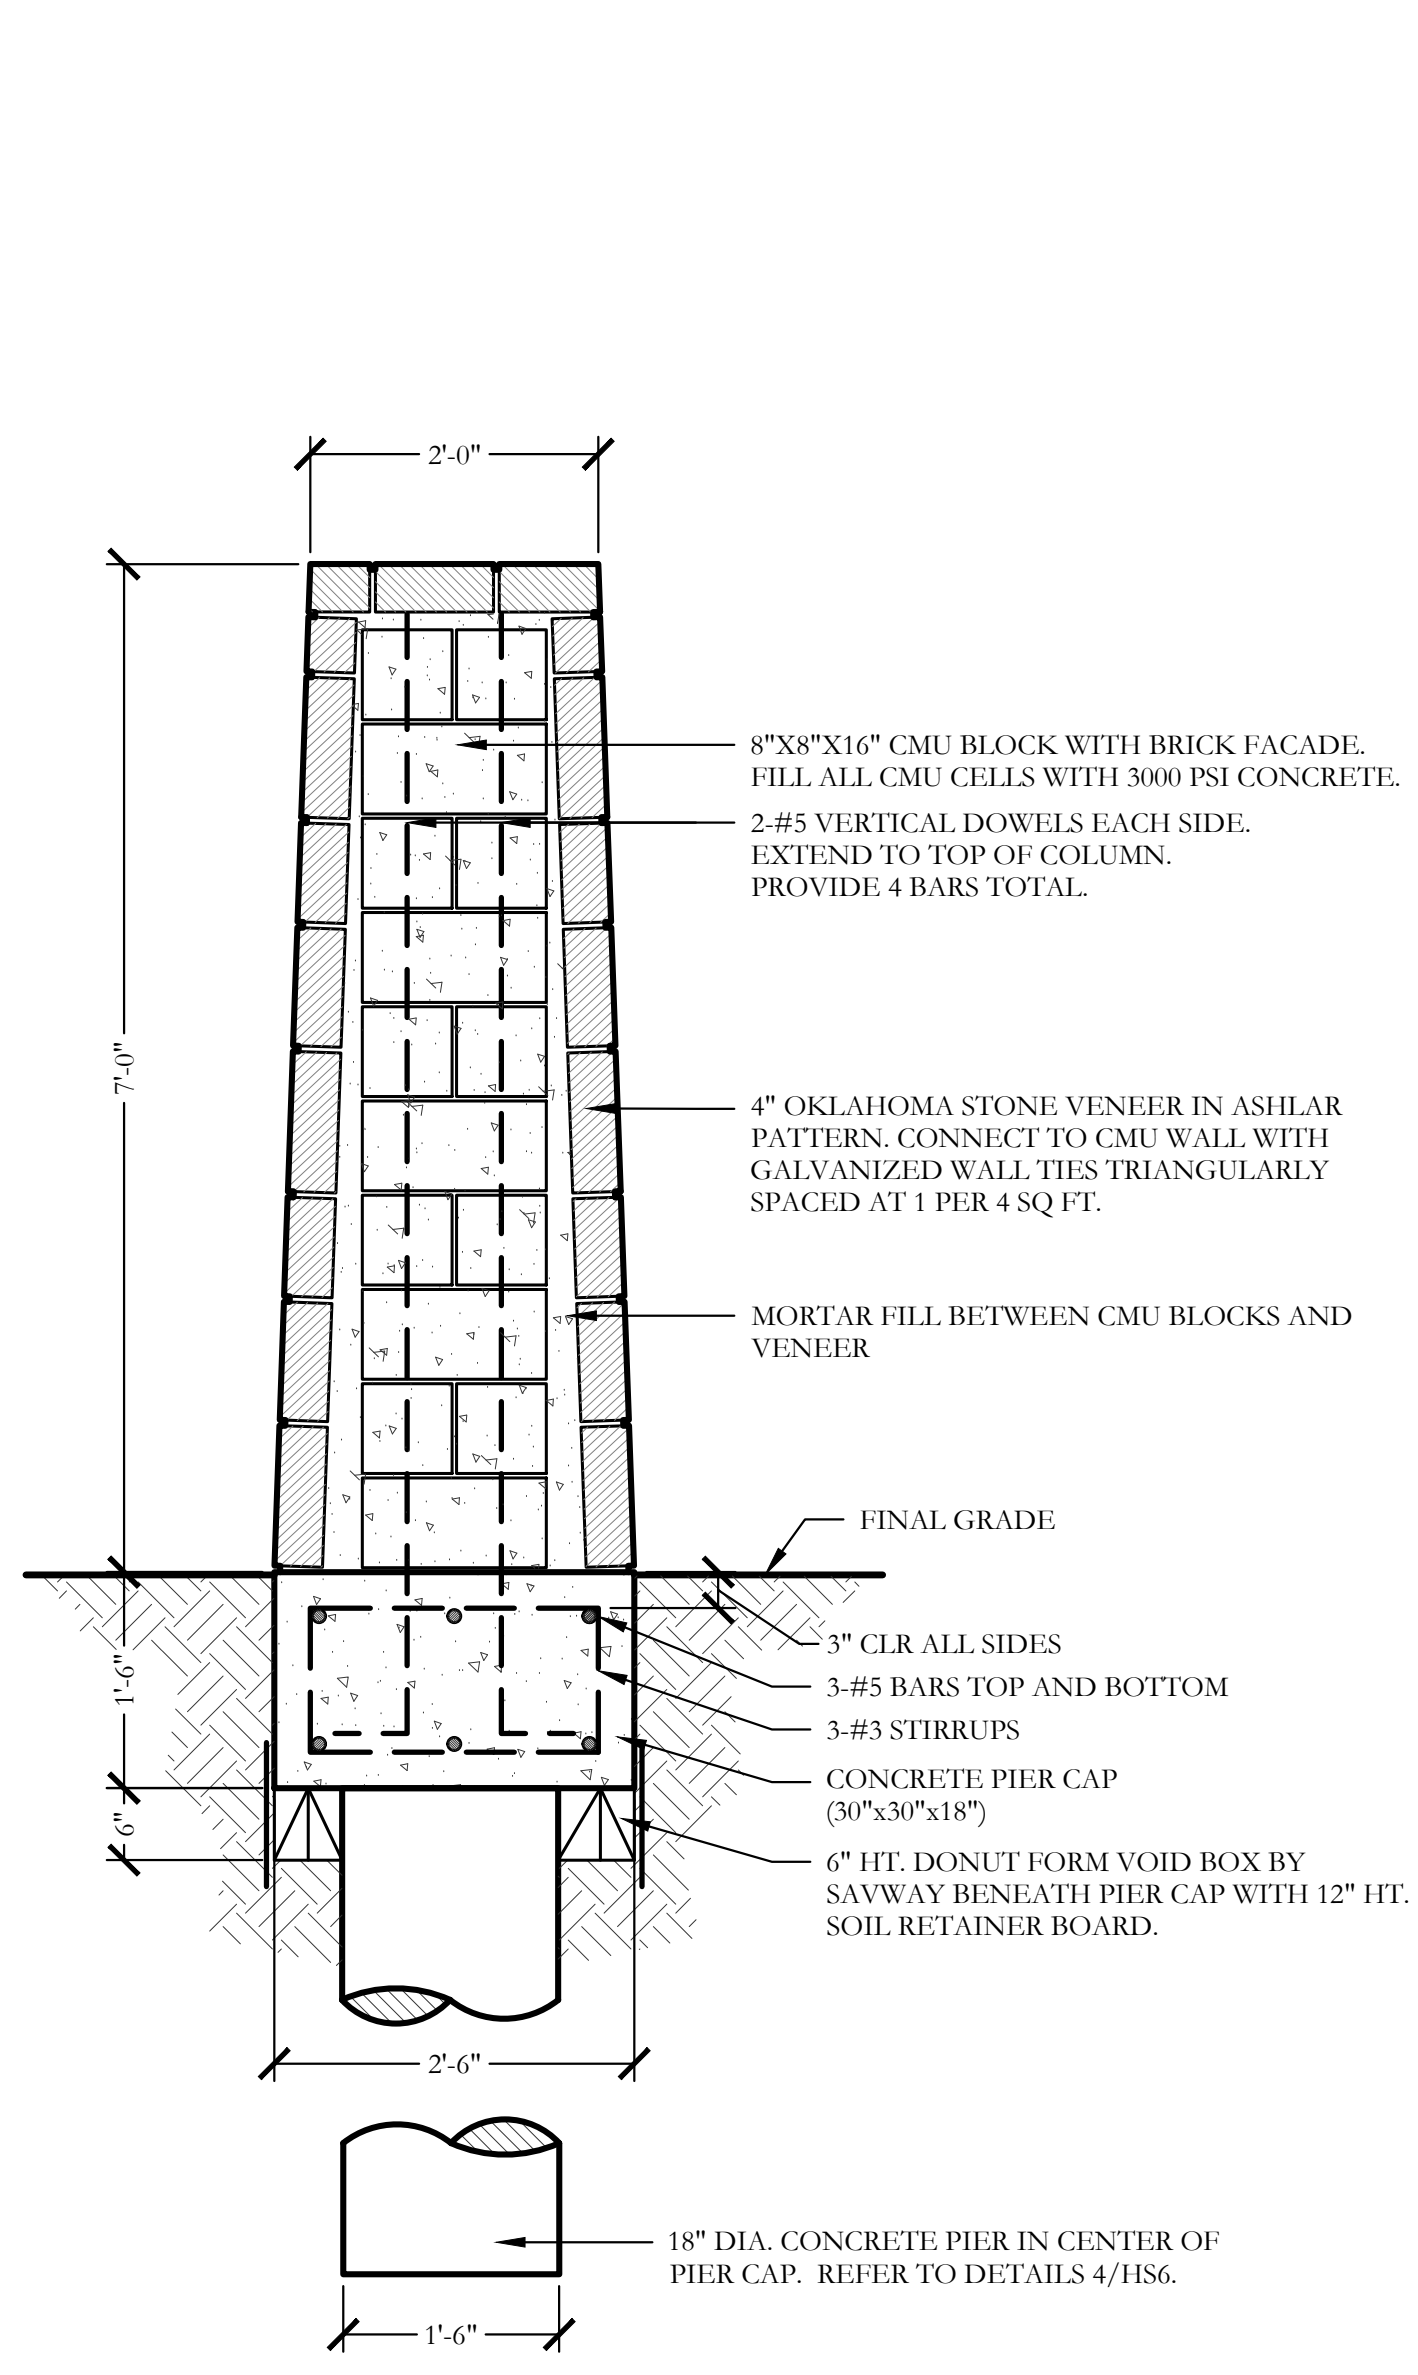 2'-0"
8"X8"X16" CMU BLOCK WITH BRICK FACADE.
FILL ALL CMU CELLS WITH 3000 PSI CONCRETE.
2-#5 VERTICAL DOWELS EACH SIDE.
EXTEND TO TOP OF COLUMN.
PROVIDE 4 BARS TOTAL.
7'-0"
4" OKLAHOMA STONE VENEER IN ASHLAR
PATTERN. CONNECT TO CMU WALL WITH
GALVANIZED WALL TIES TRIANGULARLY
SPACED AT 1 PER 4 SQ FT.
MORTAR FILL BETWEEN CMU BLOCKS AND
VENEER
FINAL GRADE
3" CLR ALL SIDES
1'-6"
3-#5 BARS TOP AND BOTTOM
3-#3 STIRRUPS
CONCRETE PIER CAP
(30"x30"x18")
6"
6" HT. DONUT FORM VOID BOX BY
SAVWAY BENEATH PIER CAP WITH 12" HT.
SOIL RETAINER BOARD.
2'-6"
18" DIA. CONCRETE PIER IN CENTER OF
PIER CAP. REFER TO DETAILS 4/HS6.
1'-6"